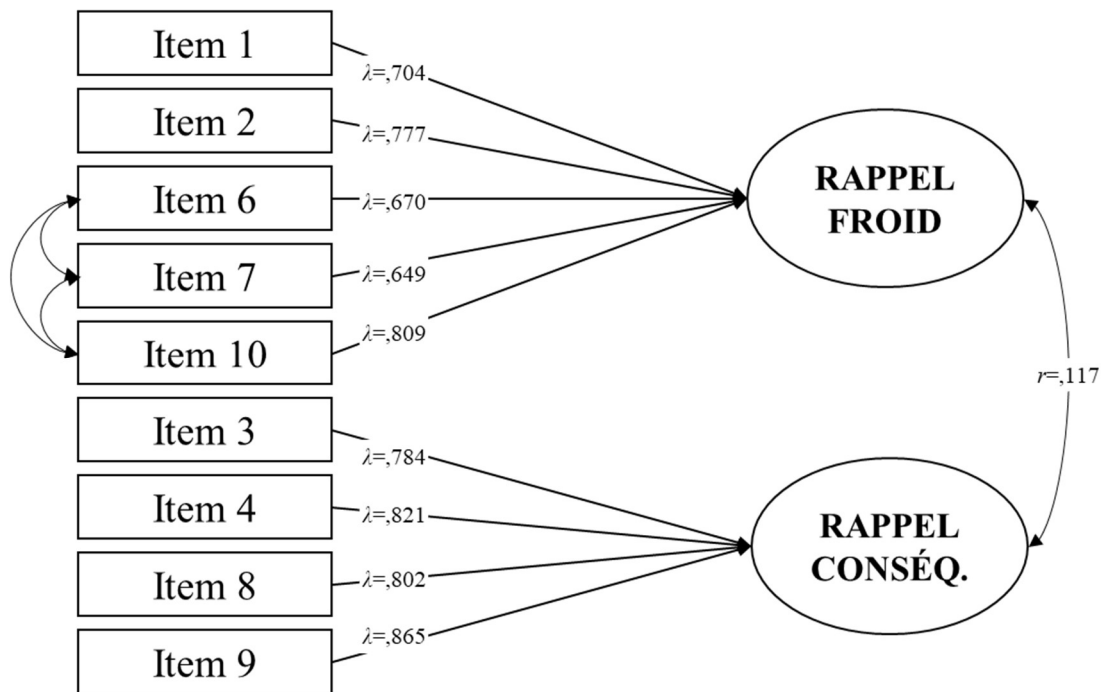 Item 1
λ=,704
Item 2
λ=,777
Item 6
λ=,670
Item 7
λ=,649
Item 10
λ=,809
RAPPEL
FROID
r=,117
Item 3
λ=,784
Item 4
λ=,821
Item 8
λ=,802
Item 9
λ=,865
RAPPEL
CONSÉQ.